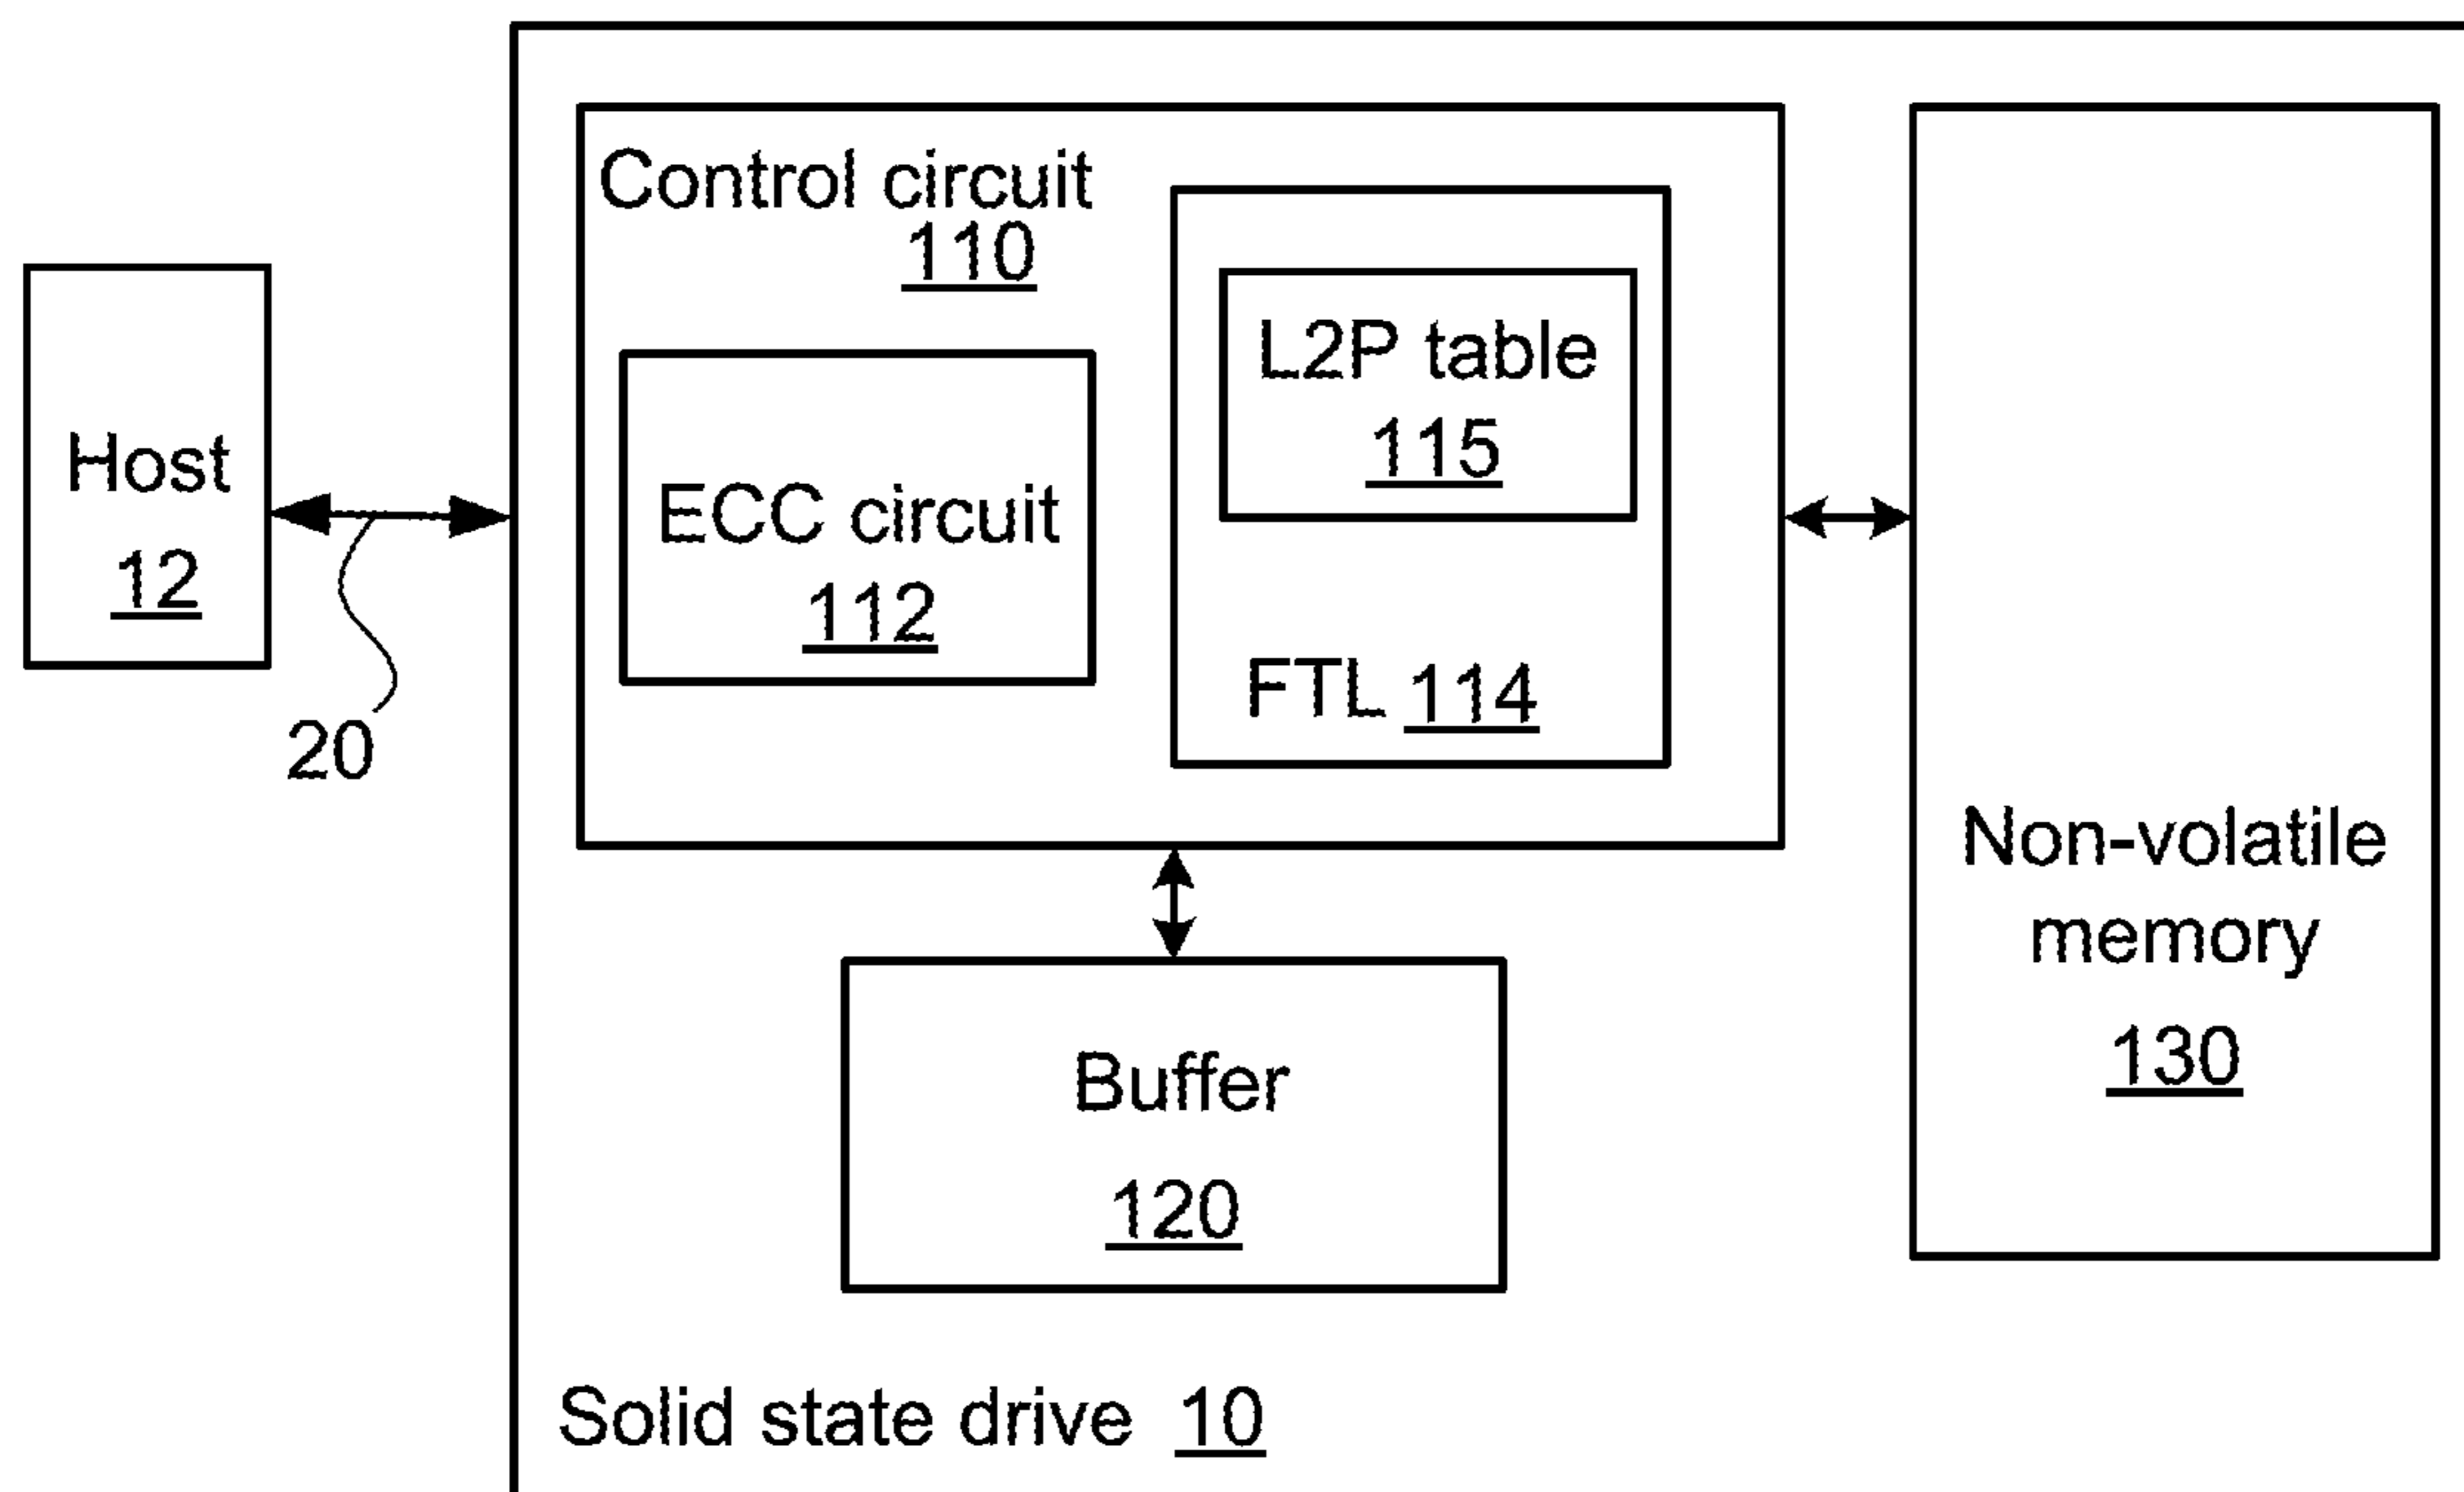 Control circuit
110
Host
12
20
ECC circuit
112
L2P table
115
FTL 114
Non-volatile
memory
130
Buffer
120
Solid state drive 10